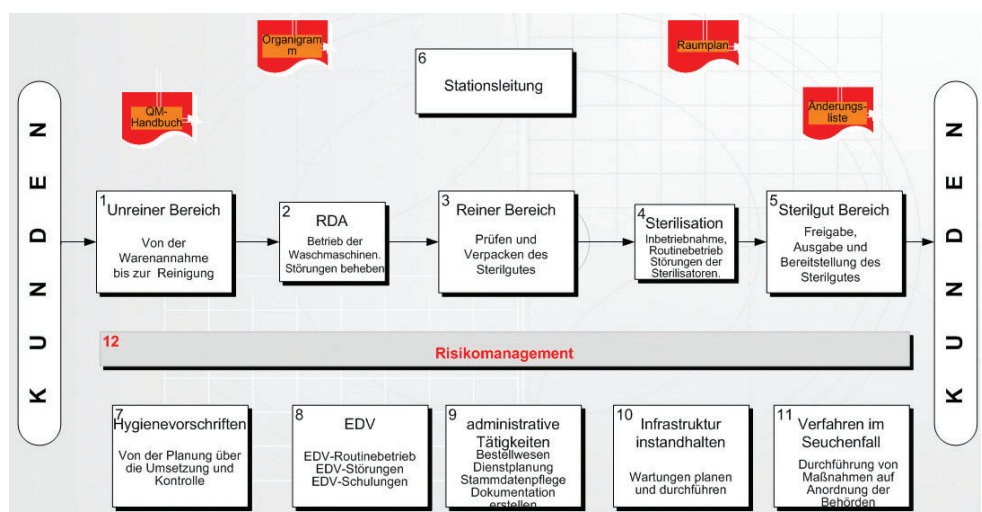 Organigram
m
Raumplan
6
Stationsleitung
QM-
Handbuch
Änderungs-
liste
KUNDEN
1
Unreiner Bereich
Von der
Warenannahme
bis zur Reinigung
2
RDA
Betrieb der
Waschmaschinen.
Störungen beheben
3
Reiner Bereich
Prüfen und
Verpacken des
Sterilgutes
4
Sterilisation
Inbetriebnahme,
Routinebetrieb
Störungen der
Sterilisatoren.
5
Sterilgut Bereich
Freigabe,
Ausgabe und
Bereitstellung des
Sterilgutes
KUNDEN
12
Risikomanagement
7
Hygienevorschriften
Von der Planung über
die Umsetzung und
Kontrolle
8
EDV
EDV-Routinebetrieb
EDV-Störungen
EDV-Schulungen
9
administrative
Tätigkeiten
Bestellwesen
Dienstplanung
Stammdatenpflege
Dokumentation
erstellen
10
Infrastruktur
instandhalten
Wartungen planen
und durchführen
11
Verfahren im
Seuchenfall
Durchführung von
Maßnahmen auf
Anordnung der
Behörden